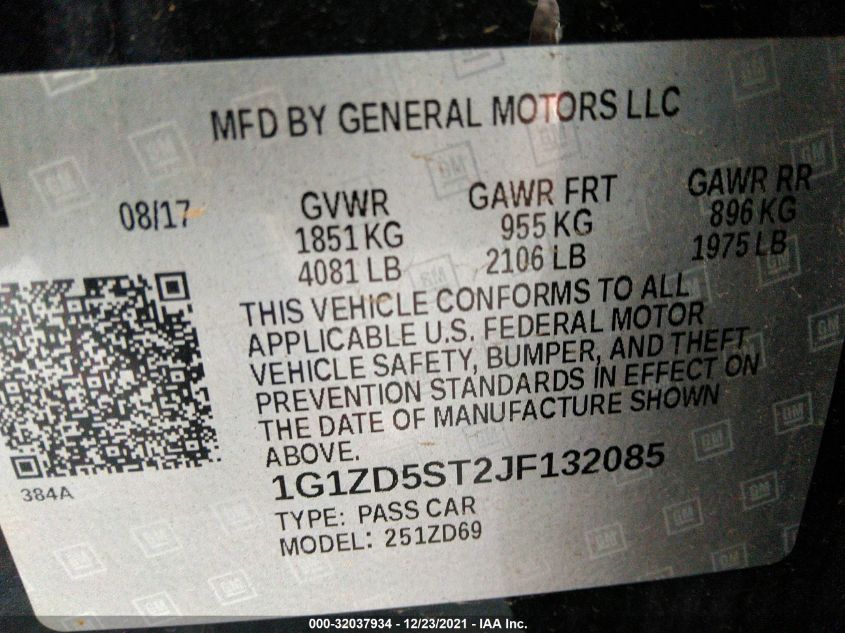 MFD BY GENERAL MOTORS LLC
08/17 GVWR GAWR FRT GAWR RR
1851 KG 955 KG 896 KG
4081 LB 2106 LB 1975 LB
THIS VEHICLE CONFORMS TO ALL
APPLICABLE U.S. FEDERAL MOTOR
VEHICLE SAFETY, BUMPER, AND THEFT
PREVENTION STANDARDS IN EFFECT ON
THE DATE OF MANUFACTURE SHOWN
ABOVE.
384A
1G1ZD5ST2JF132085
TYPE: PASS CAR
MODEL: 251ZD69
000-32037934 - 12/23/2021 - IAA Inc.